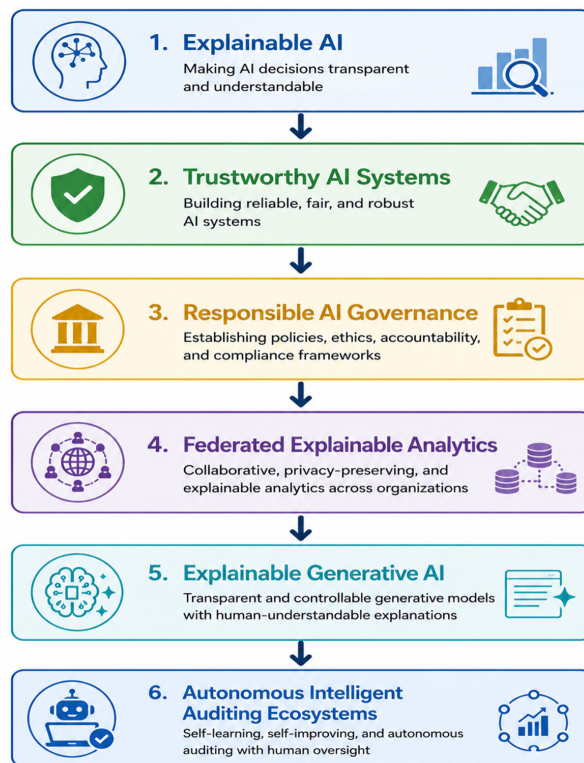 1. Explainable AI
Making AI decisions transparent
and understandable
2. Trustworthy AI Systems
Building reliable, fair, and robust
AI systems
3. Responsible AI Governance
Establishing policies, ethics, accountability,
and compliance frameworks
4. Federated Explainable Analytics
Collaborative, privacy-preserving, and
explainable analytics across organizations
5. Explainable Generative AI
Transparent and controllable generative models
with human-understandable explanations
6. Autonomous Intelligent
Auditing Ecosystems
Self-learning, self-improving, and autonomous
auditing with human oversight